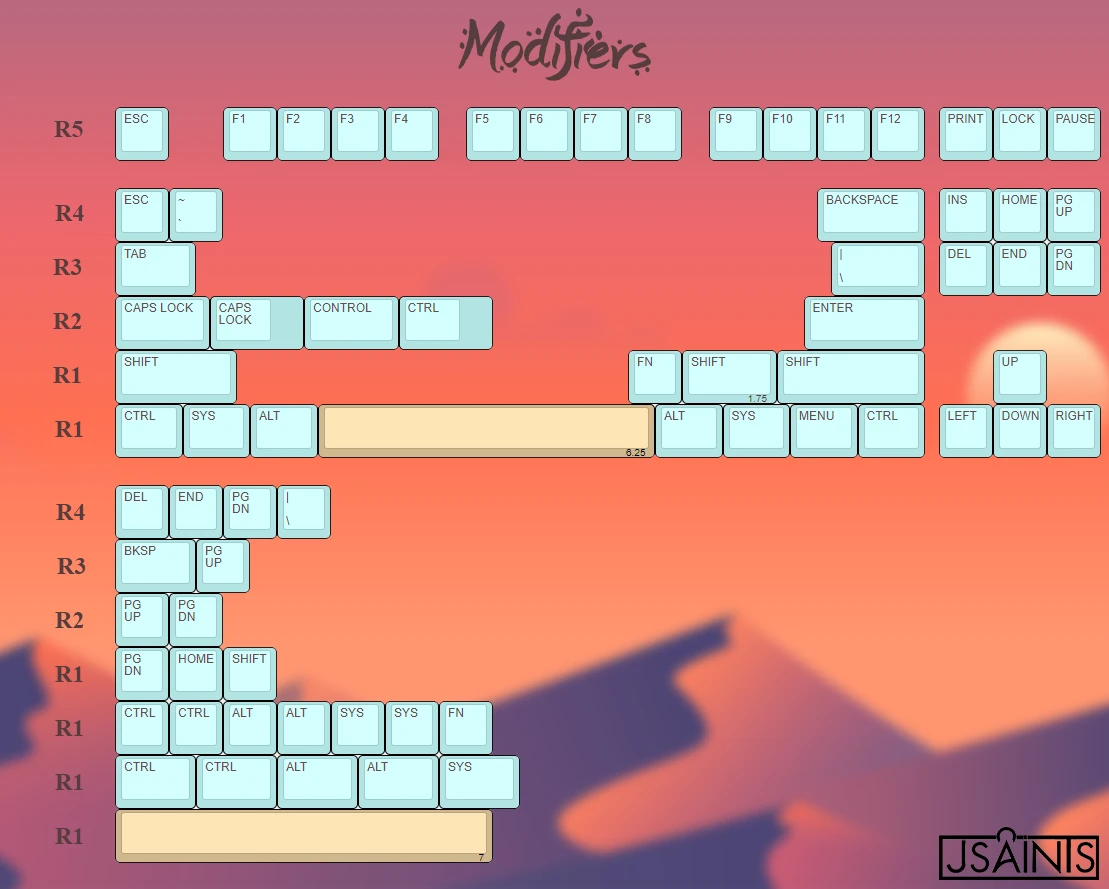 Modifiers
R5 ESC F1 F2 F3 F4 F5 F6 F7 F8 F9 F10 F11 F12 PRINT LOCK PAUSE
R4 ESC ~ BACKSPACE INS HOME PG
` UP
R3 TAB | DEL END PG
\ DN
R2 CAPS LOCK CAPS CONTROL CTRL ENTER
LOCK
R1 SHIFT FN SHIFT SHIFT UP
1.75
R1 CTRL SYS ALT ALT SYS MENU CTRL LEFT DOWN RIGHT
6.25
R4 DEL END PG |
DN \
R3 BKSP PG
UP
R2 PG PG
UP DN
R1 PG HOME SHIFT
DN
R1 CTRL CTRL ALT ALT SYS SYS FN
R1 CTRL CTRL ALT ALT SYS
R1
7
JSAINTS